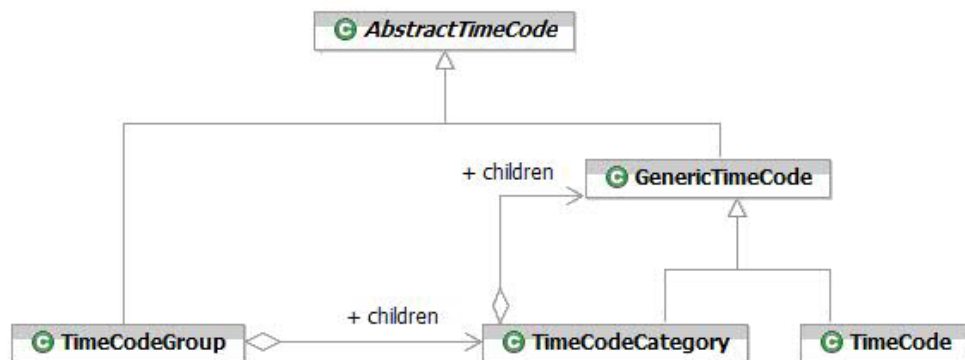 C AbstractTimeCode
+ children
C GenericTimeCode
+ children
C TimeCodeGroup
C TimeCodeCategory
C TimeCode